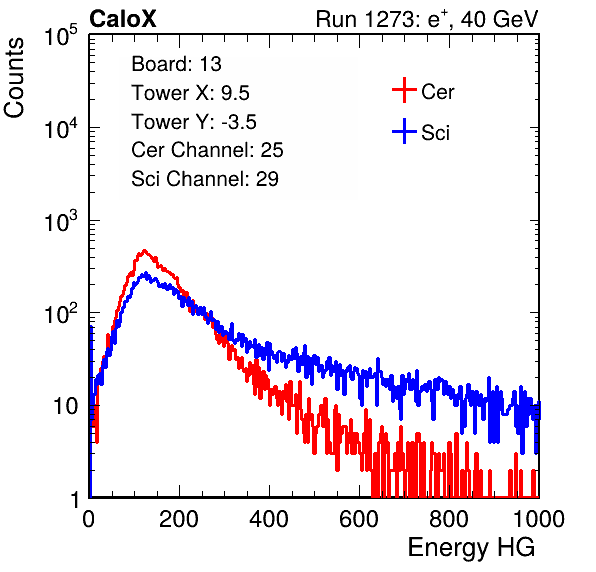 CaloX Run 1273: e⁺, 40 GeV
Board: 13
Tower X: 9.5
Tower Y: -3.5
Cer Channel: 25
Sci Channel: 29
Cer
Sci
Counts
10⁵
10⁴
10³
10²
10
1
0 200 400 600 800 1000
Energy HG